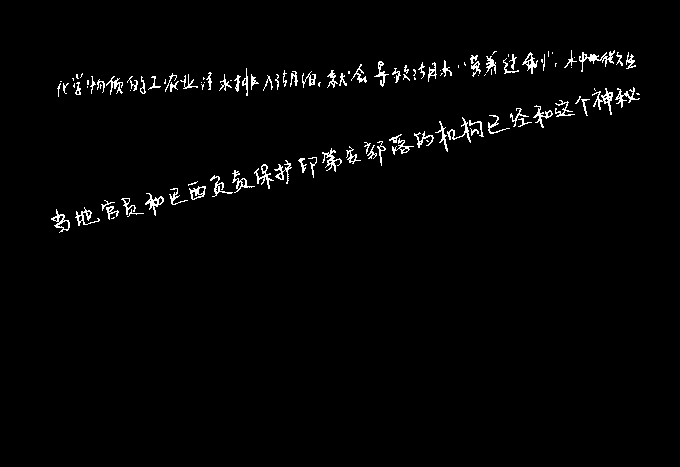 化学物质的工农业污水排入湖泊，就会导致湖水“营养过剩”，水中微生
当地官员和巴西负责保护印第安部落的机构已经和这个神秘